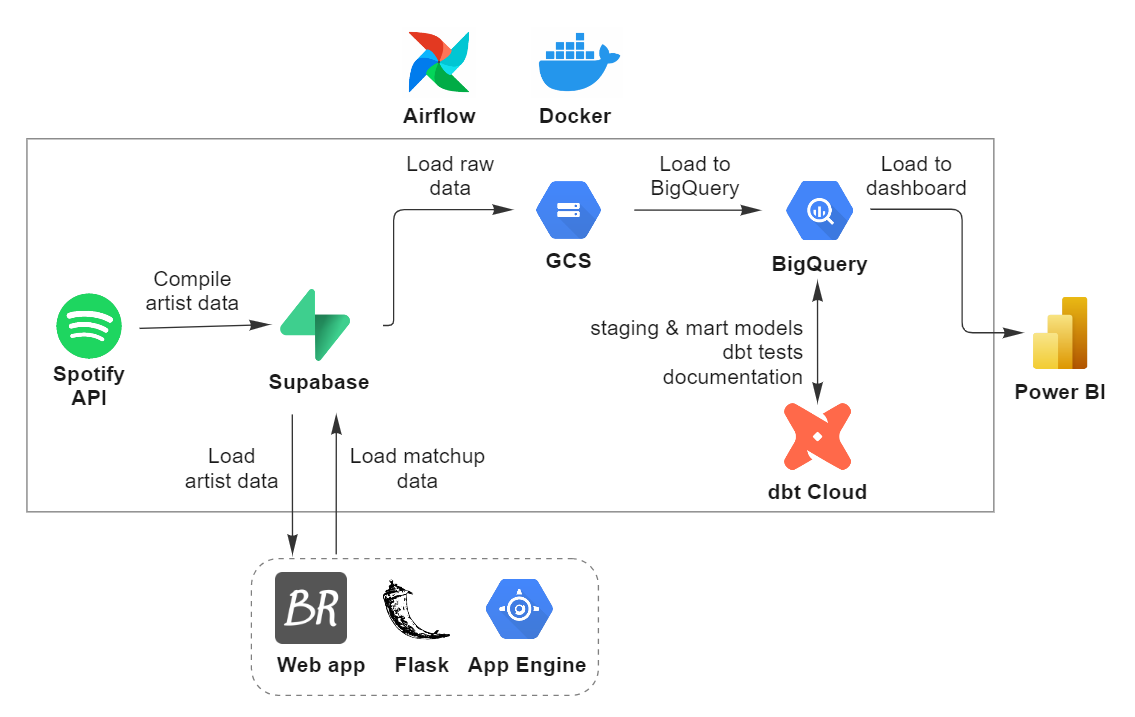 Airflow
Docker
Load raw
data
Load to
BigQuery
Load to
dashboard
GCS
BigQuery
Compile
artist data
Spotify
API
Supabase
staging & mart models
dbt tests
documentation
Power BI
Load
artist data
Load matchup
data
dbt Cloud
BR
Web app
Flask
App Engine